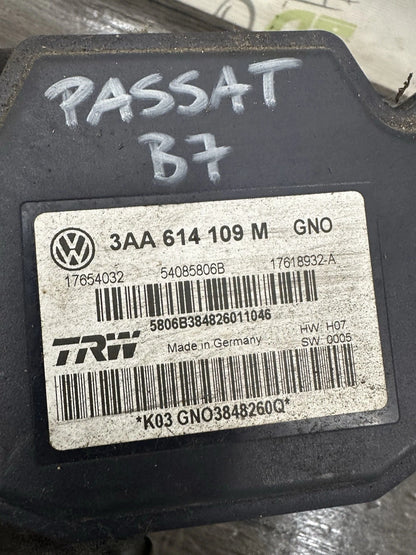 PASSAT
B7
3AA 614 109 M GNO
17654032 54085806B 17618932-A
5806B384826011046
TRW Made in Germany HW H07
SW 0005
*K03 GNO3848260Q*